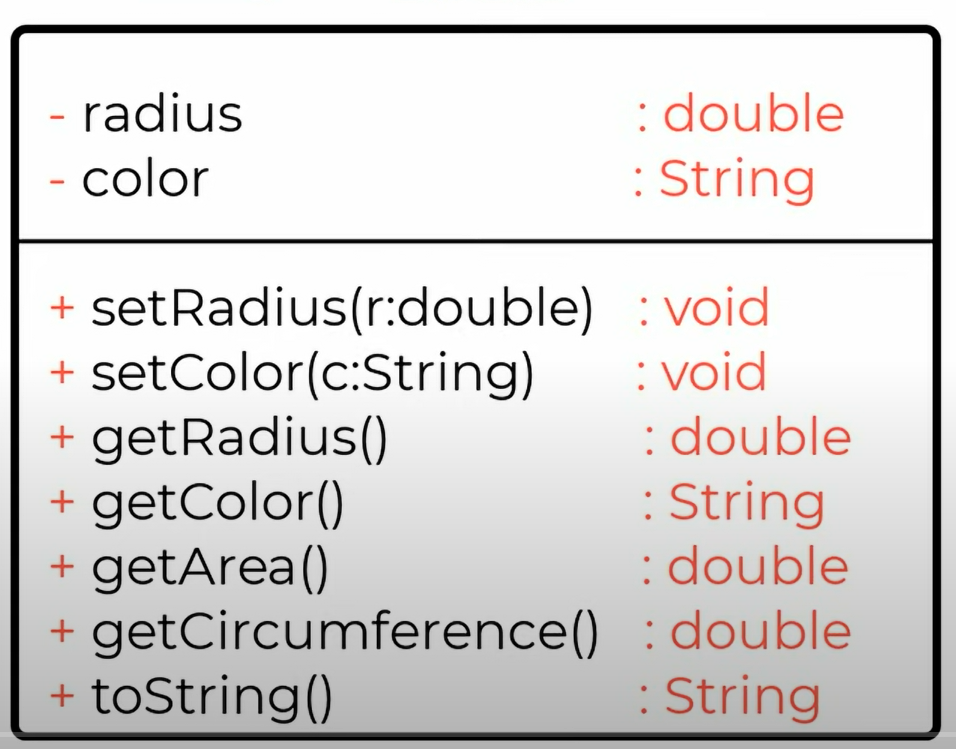 - radius : double
- color : String
+ setRadius(r:double) : void
+ setColor(c:String) : void
+ getRadius() : double
+ getColor() : String
+ getArea() : double
+ getCircumference() : double
+ toString() : String